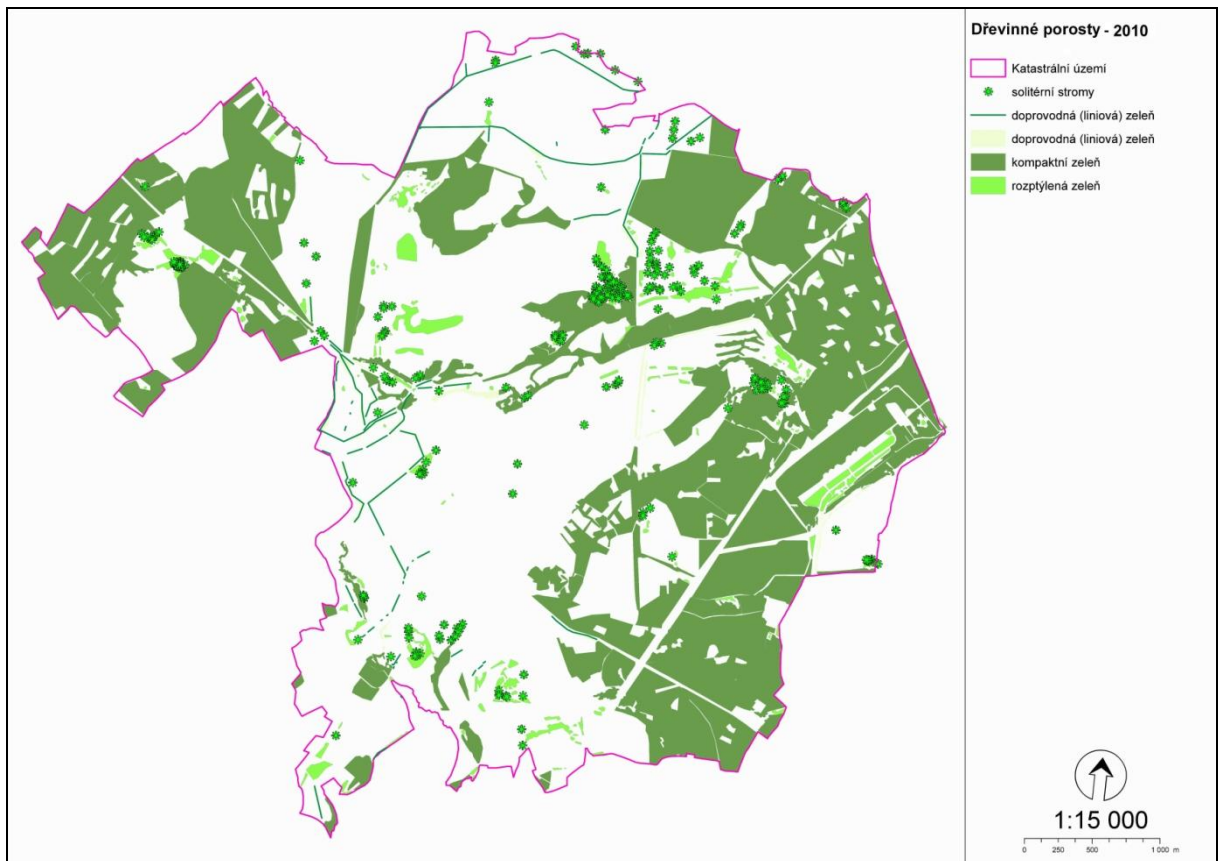 Dřevinné porosty - 2010
Katastrální území
solitérní stromy
doprovodná (liniová) zeleň
doprovodná (liniová) zeleň
kompaktní zeleň
rozptýlená zeleň
1:15 000
0 250 500 1 000 m